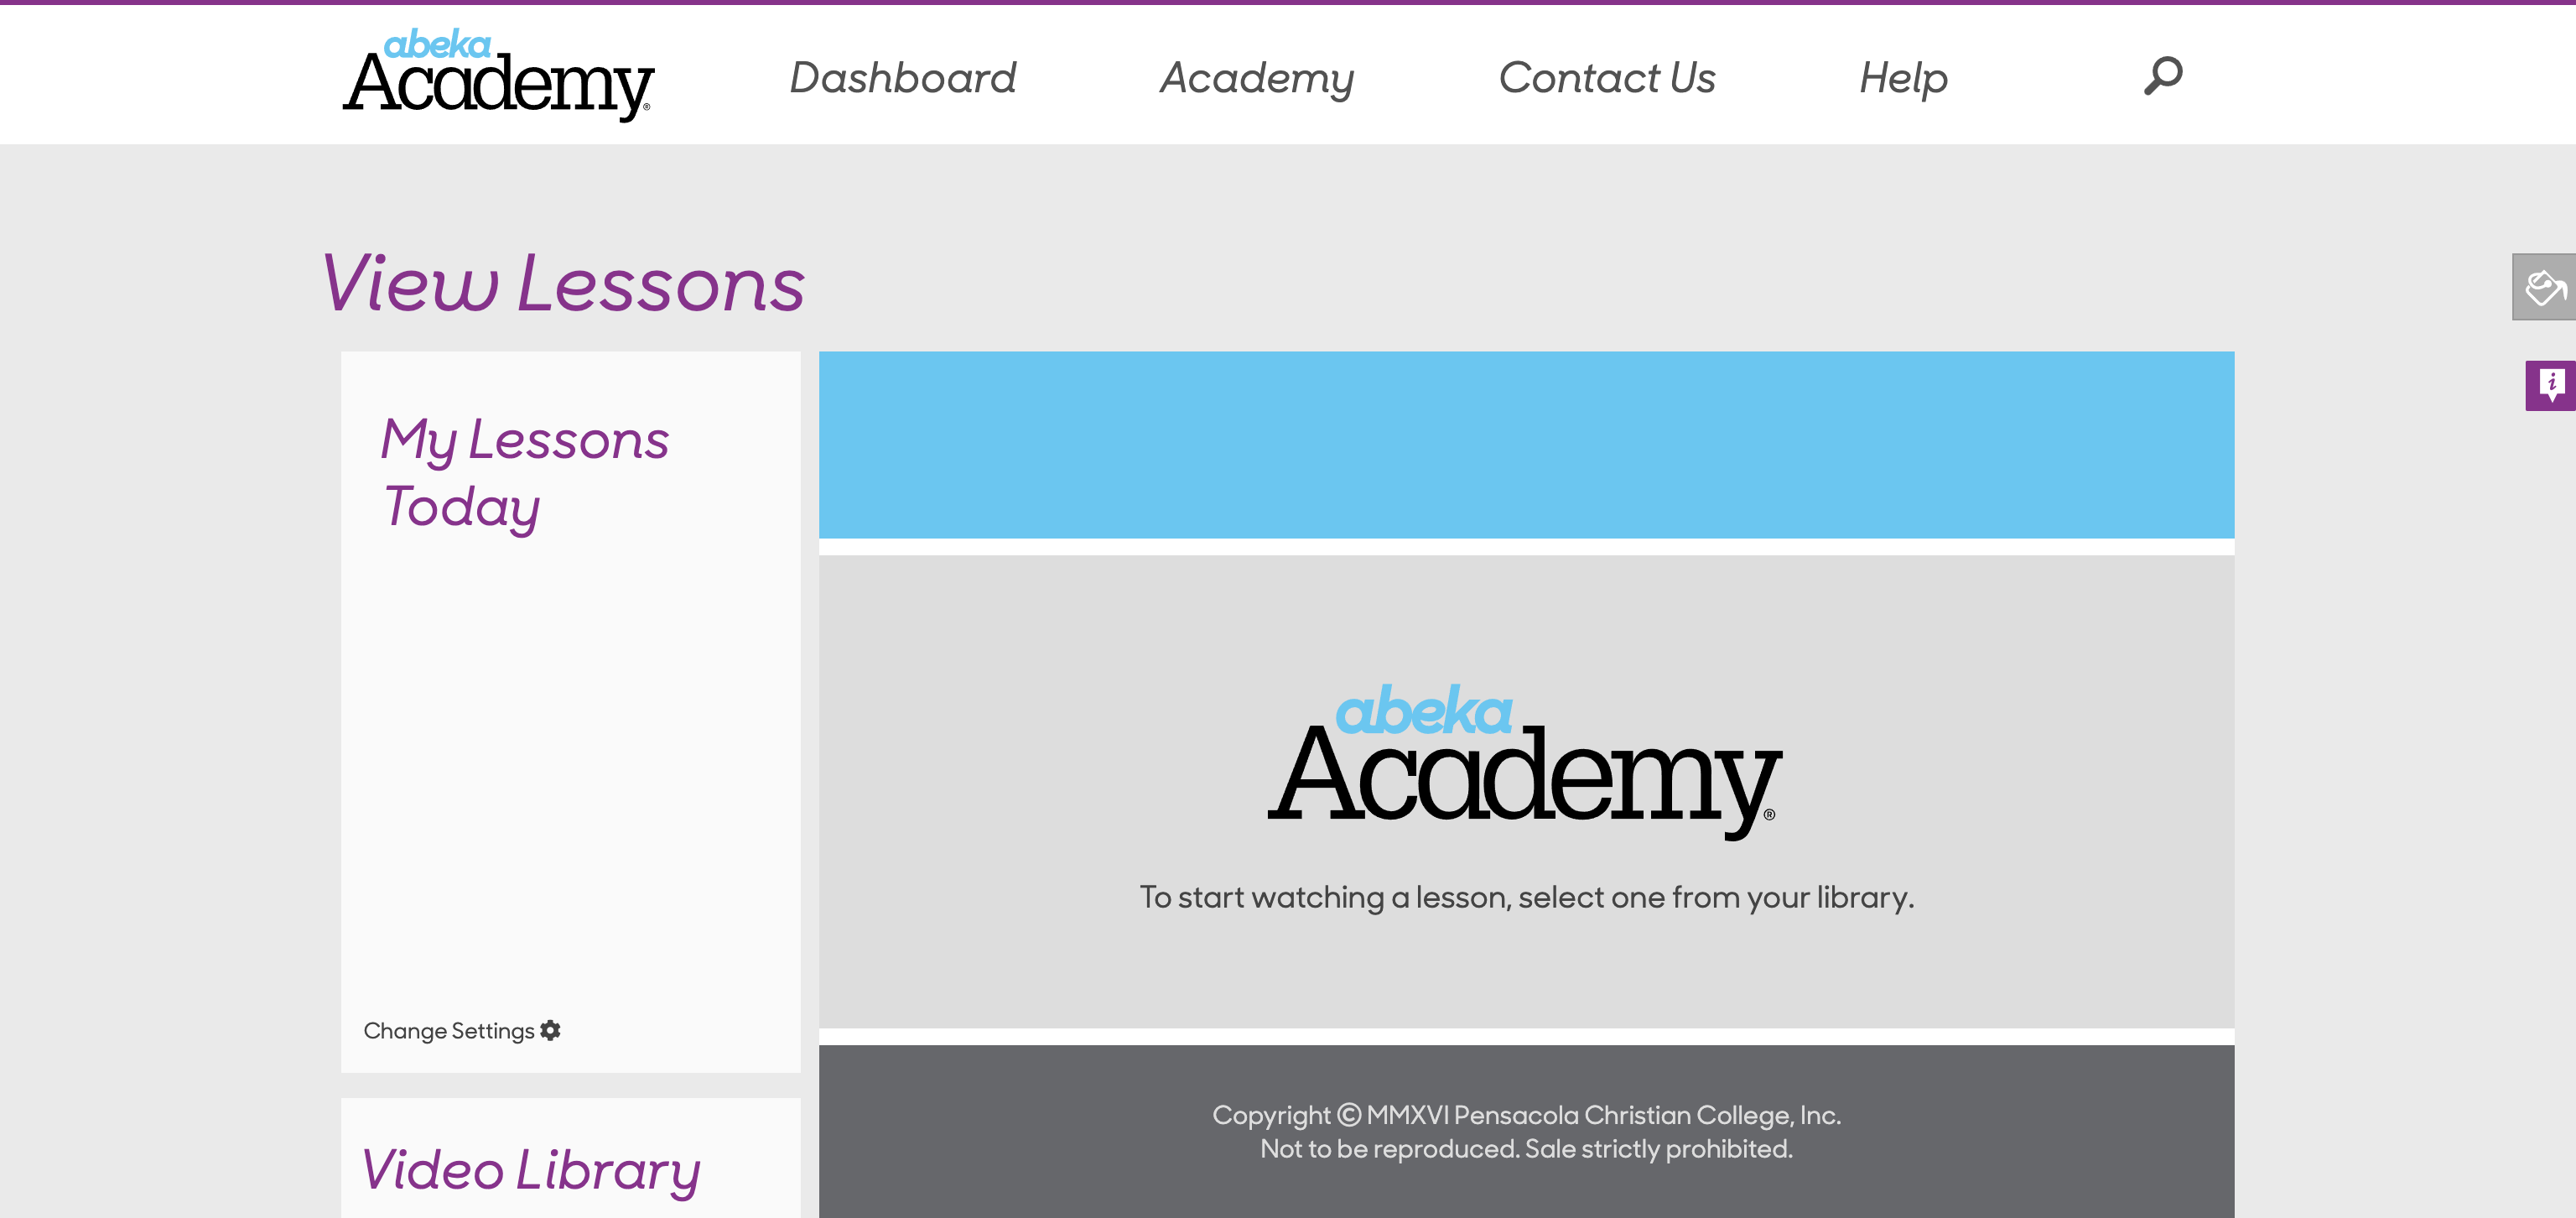 abeka
Academy®
Dashboard
Academy
Contact Us
Help
View Lessons
My Lessons
Today
Change Settings
Video Library
abeka
Academy®
To start watching a lesson, select one from your library.
Copyright © MMXVI Pensacola Christian College, Inc.
Not to be reproduced. Sale strictly prohibited.
i